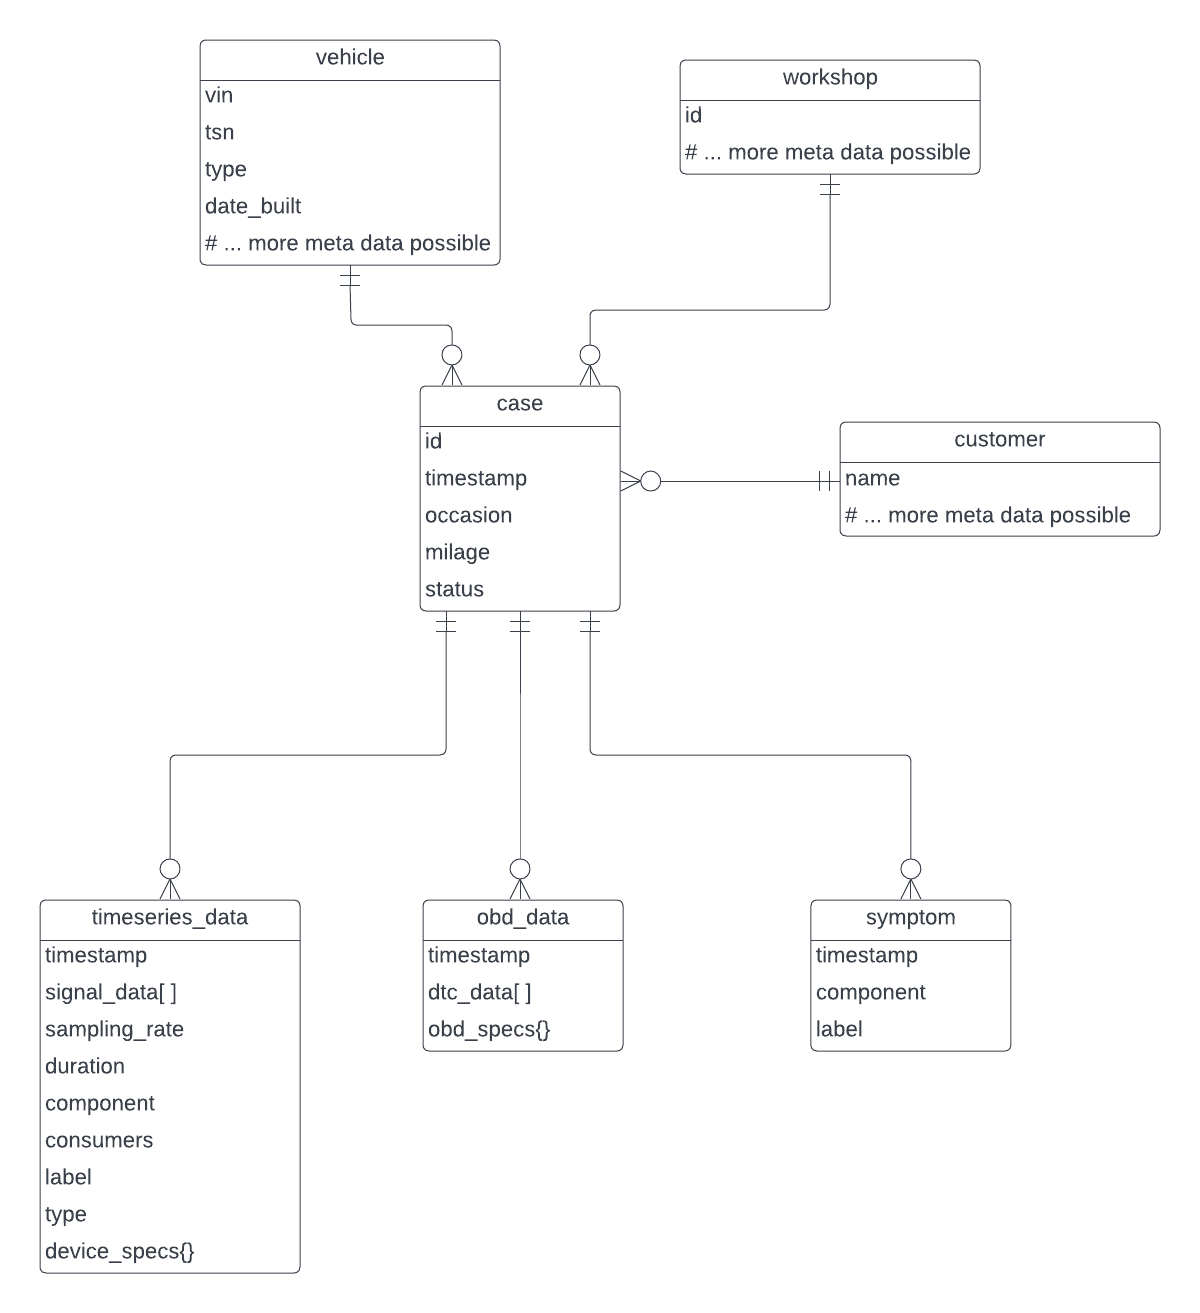 vehicle
vin
tsn
type
date_built
# ... more meta data possible
workshop
id
# ... more meta data possible
case
id
timestamp
occasion
milage
status
customer
name
# ... more meta data possible
timeseries_data
timestamp
signal_data[ ]
sampling_rate
duration
component
consumers
label
type
device_specs{}
obd_data
timestamp
dtc_data[ ]
obd_specs{}
symptom
timestamp
component
label